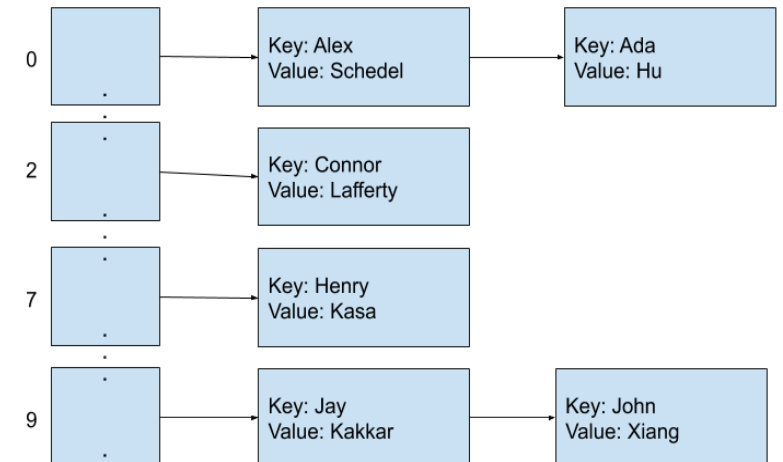 0
Key: Alex
Value: Schedel
Key: Ada
Value: Hu
2
Key: Connor
Value: Lafferty
7
Key: Henry
Value: Kasa
9
Key: Jay
Value: Kakkar
Key: John
Value: Xiang